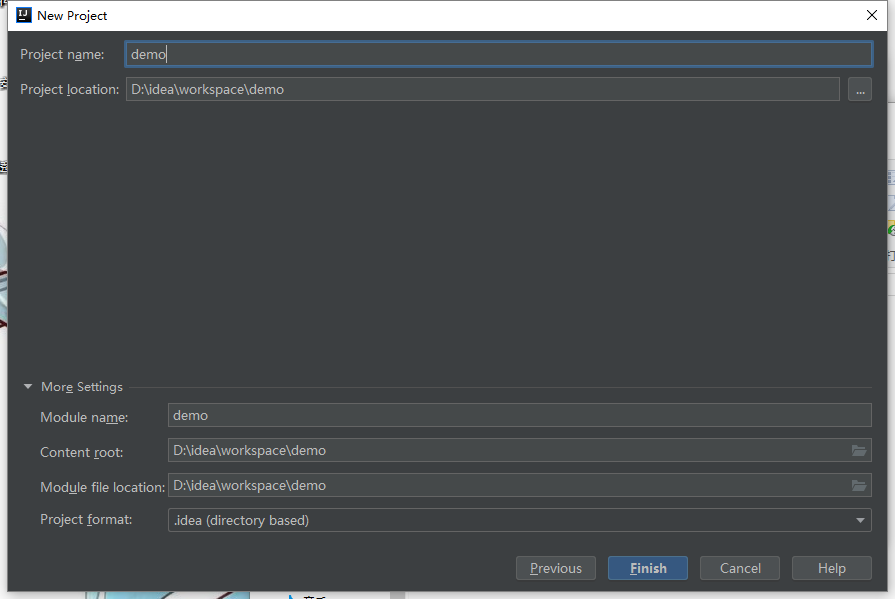 New Project
Project name: demo
Project location: D:\idea\workspace\demo ...
More Settings
Module name: demo
Content root: D:\idea\workspace\demo
Module file location: D:\idea\workspace\demo
Project format: .idea (directory based)
Previous Finish Cancel Help